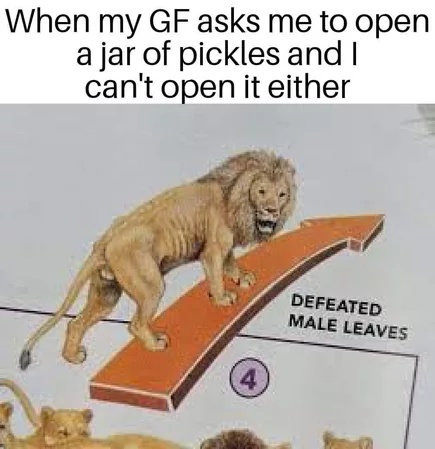 When my GF asks me to open
a jar of pickles and I
can't open it either
DEFEATED
MALE LEAVES
4